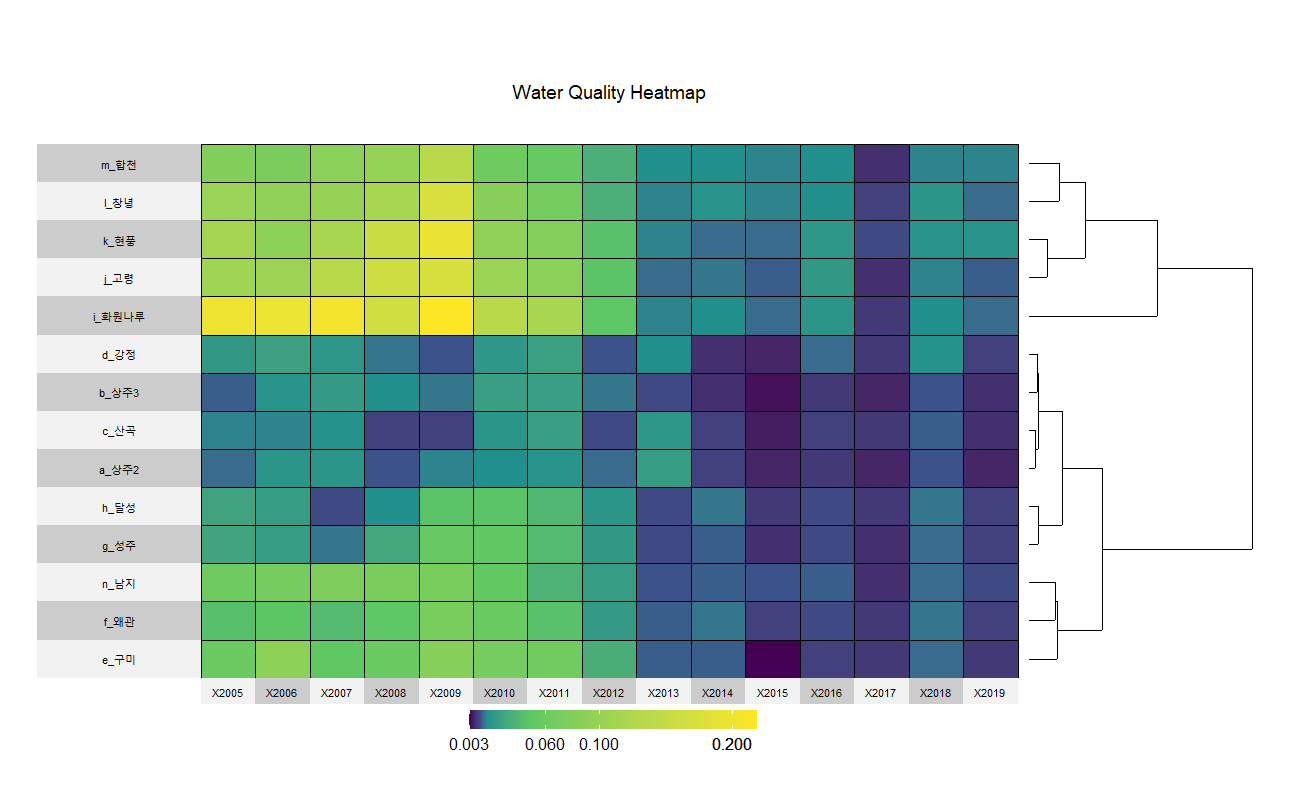 Water Quality Heatmap
m_합천
l_창녕
k_현풍
j_고령
i_화원나루
d_강정
b_상주3
c_산곡
a_상주2
h_달성
g_성주
n_남지
f_왜관
e_구미
X2005 X2006 X2007 X2008 X2009 X2010 X2011 X2012 X2013 X2014 X2015 X2016 X2017 X2018 X2019
0.003 0.060 0.100 0.200